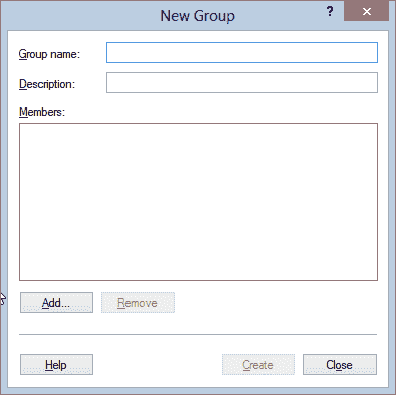 New Group
?
Group name:
Description:
Members:
Add... Remove
Help Create Close